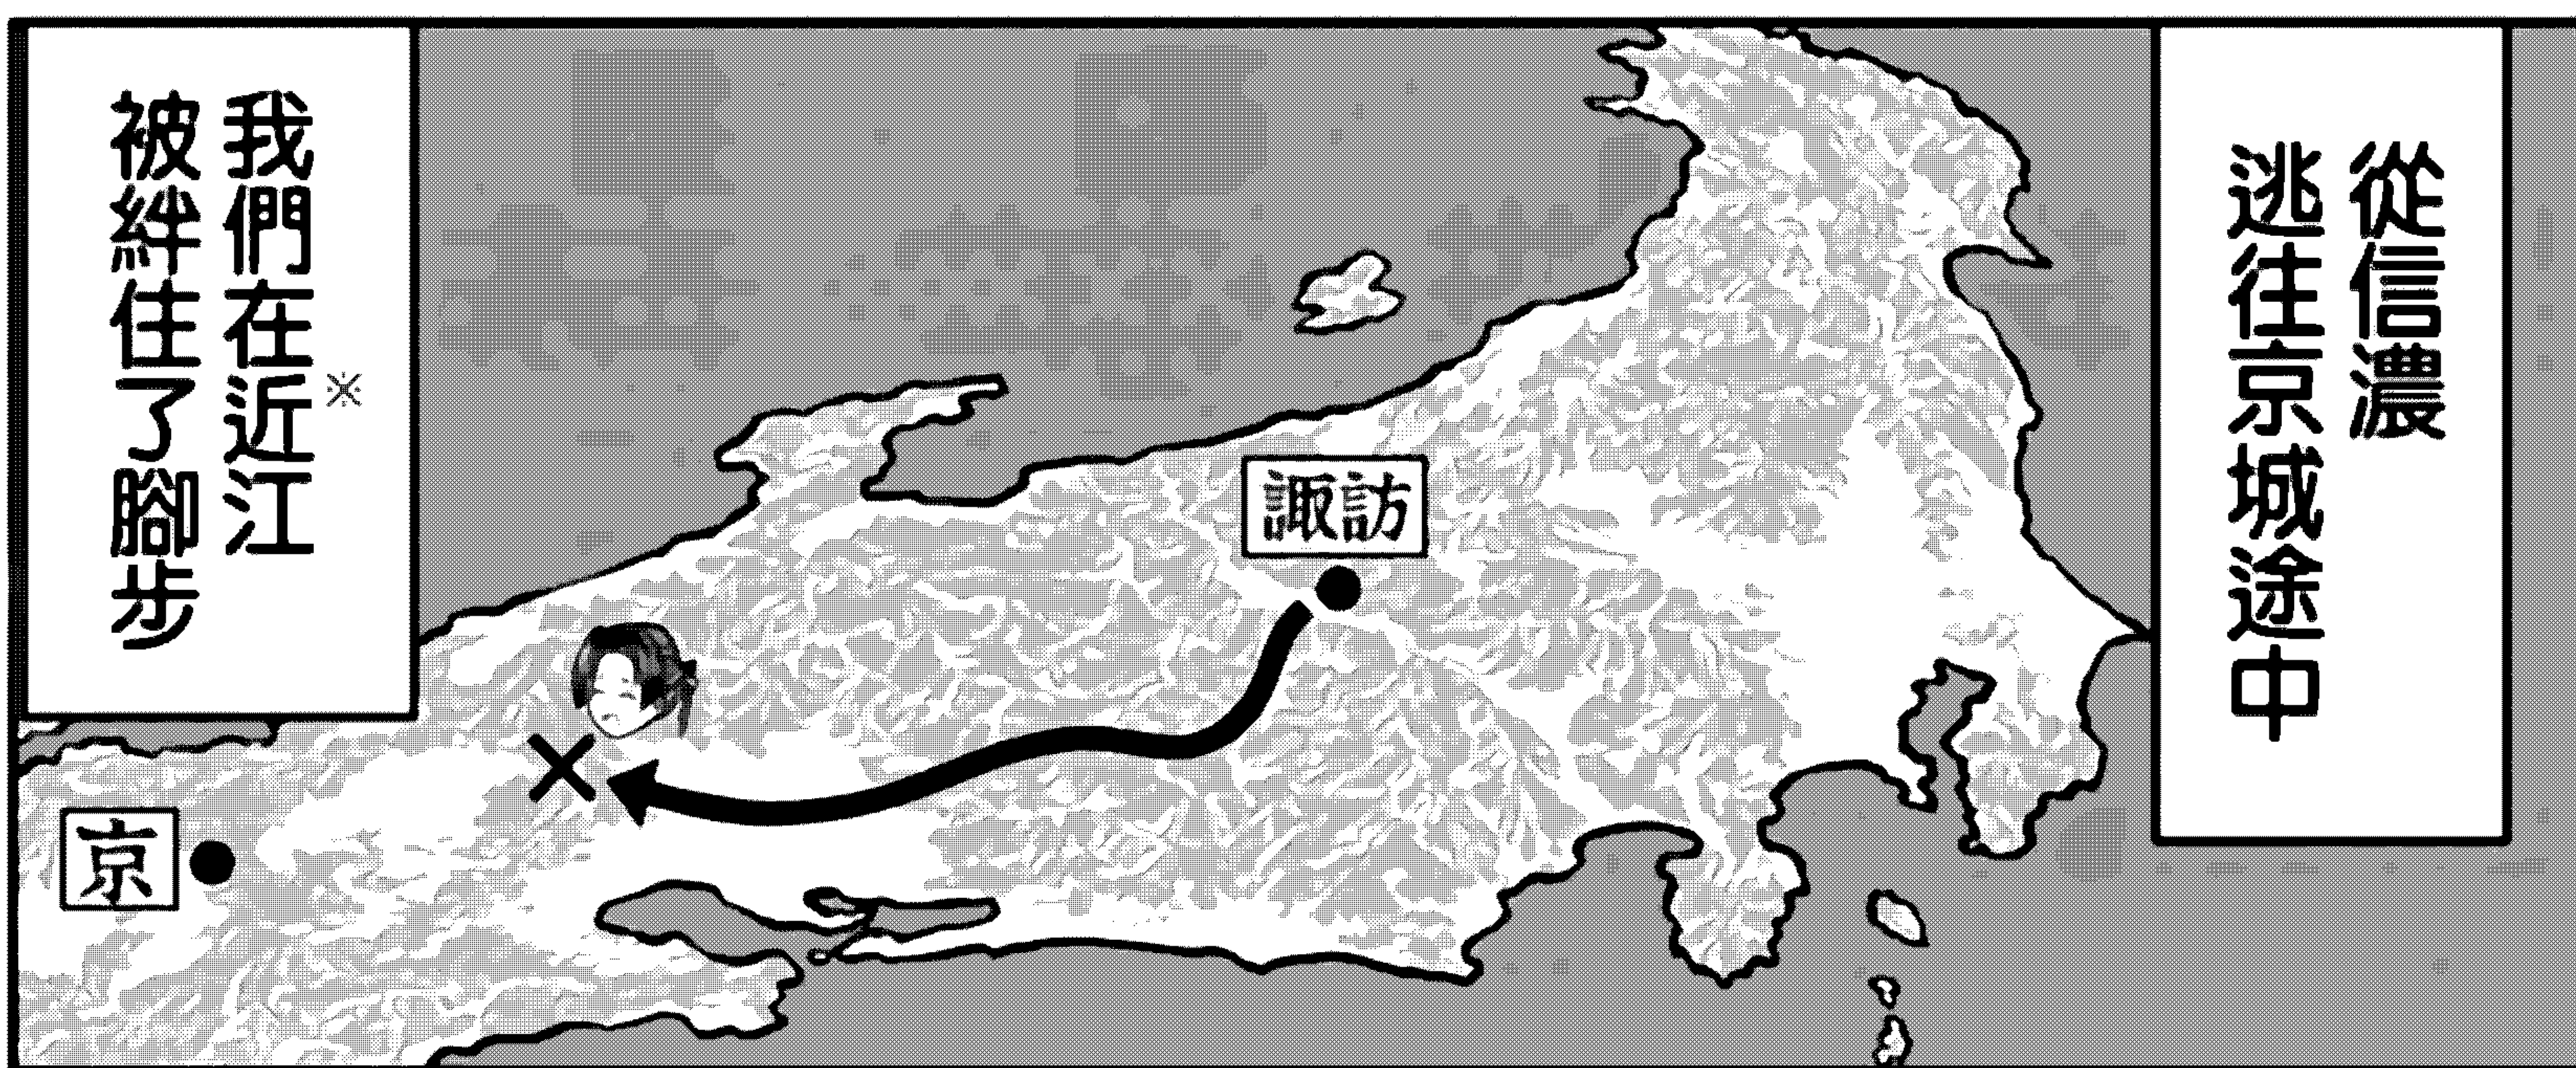 從信濃
逃往京城途中
諏訪
京
※
我們在近江
被絆住了腳步